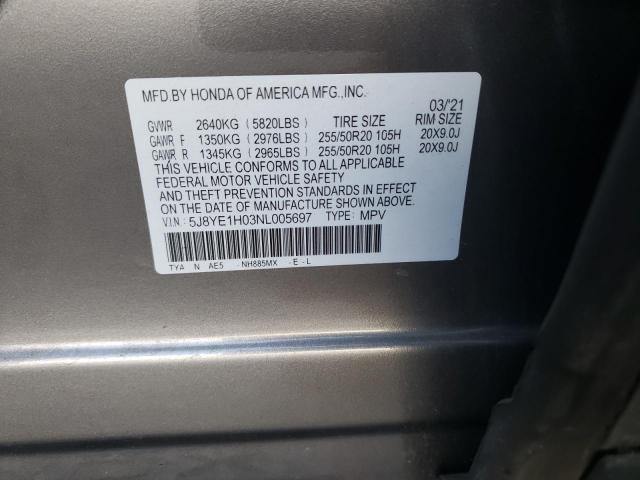 MFD.BY HONDA OF AMERICA MFG.,INC. 03/'21
GVWR 2640KG (5820LBS) TIRE SIZE RIM SIZE
GAWR F 1350KG (2976LBS) 255/50R20 105H 20X9.0J
GAWR R 1345KG (2965LBS) 255/50R20 105H 20X9.0J
THIS VEHICLE CONFORMS TO ALL APPLICABLE
FEDERAL MOTOR VEHICLE SAFETY
AND THEFT PREVENTION STANDARDS IN EFFECT
ON THE DATE OF MANUFACTURE SHOWN ABOVE.
V.I.N: 5J8YE1H03NL005697 TYPE: MPV
TYA N AE5 -NH885MX -E-L